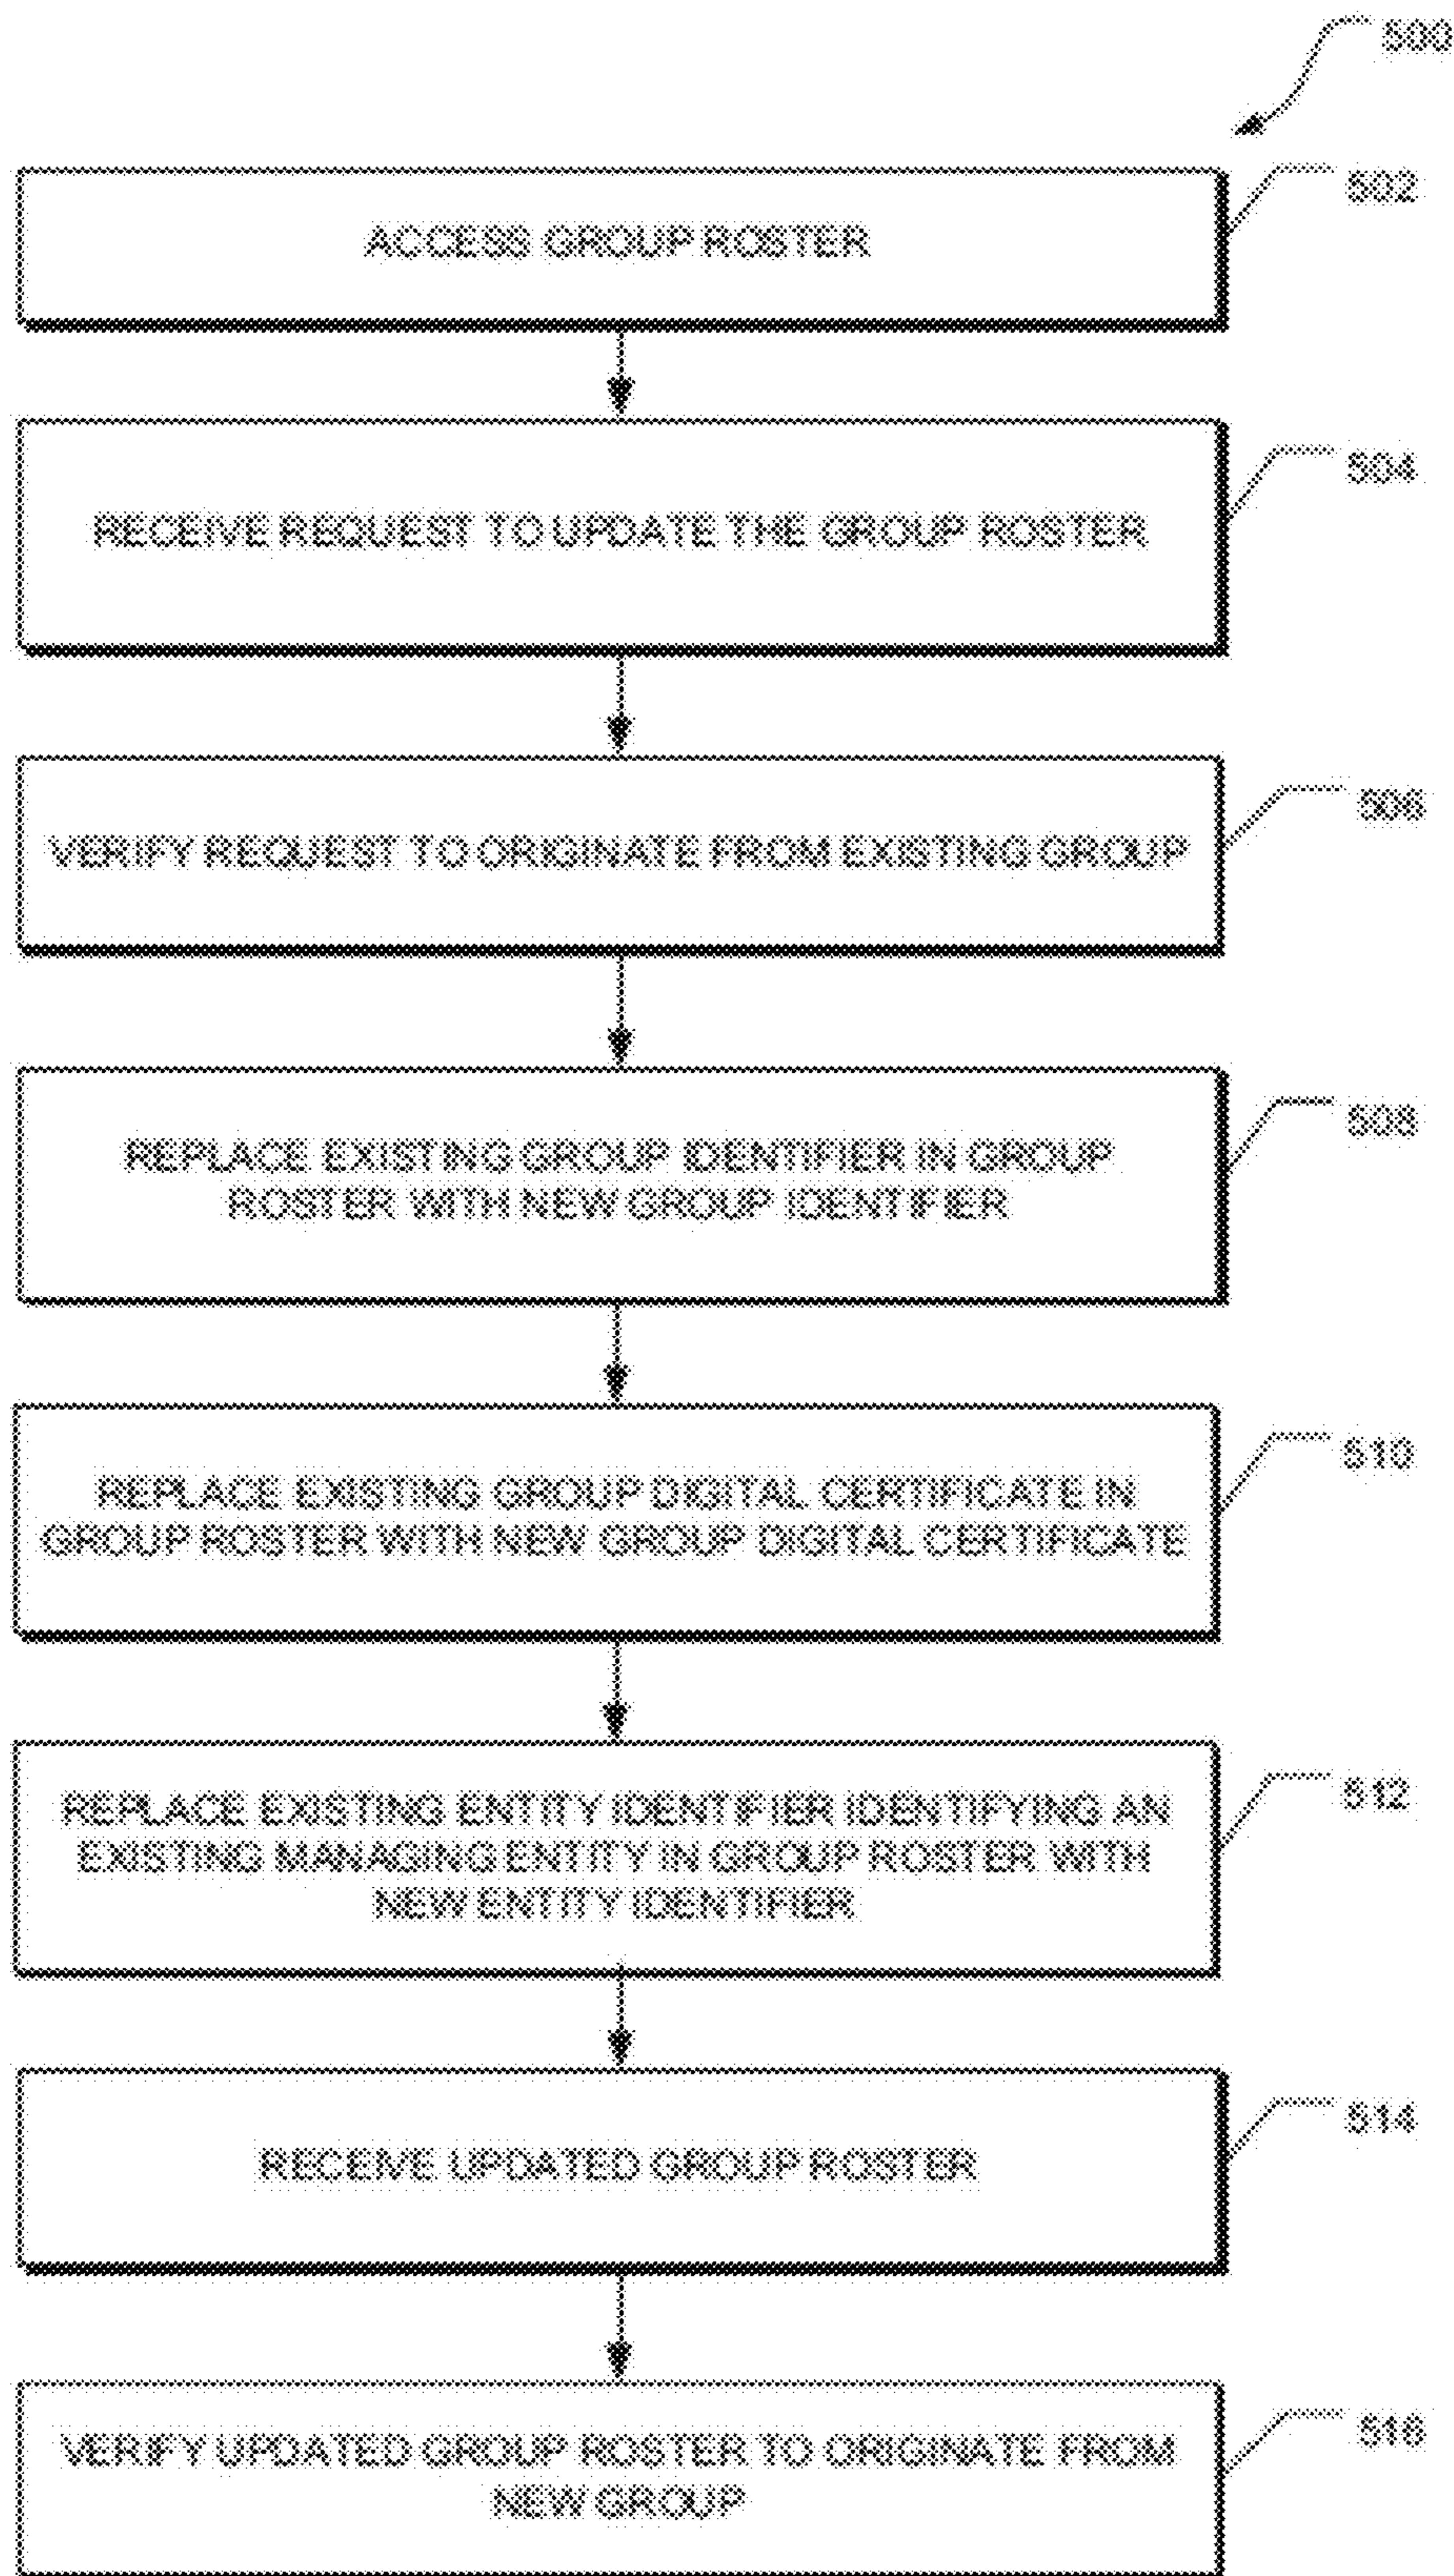 500
502
ACCESS GROUP ROSTER
504
RECEIVE REQUEST TO UPDATE THE GROUP ROSTER
506
VERIFY REQUEST TO ORIGINATE FROM EXISTING GROUP
508
REPLACE EXISTING GROUP IDENTIFIER IN GROUP
ROSTER WITH NEW GROUP IDENTIFIER
510
REPLACE EXISTING GROUP DIGITAL CERTIFICATE IN
GROUP ROSTER WITH NEW GROUP DIGITAL CERTIFICATE
512
REPLACE EXISTING ENTITY IDENTIFIER IDENTIFYING AN
EXISTING MANAGING ENTITY IN GROUP ROSTER WITH
NEW ENTITY IDENTIFIER
514
RECEIVE UPDATED GROUP ROSTER
516
VERIFY UPDATED GROUP ROSTER TO ORIGINATE FROM
NEW GROUP